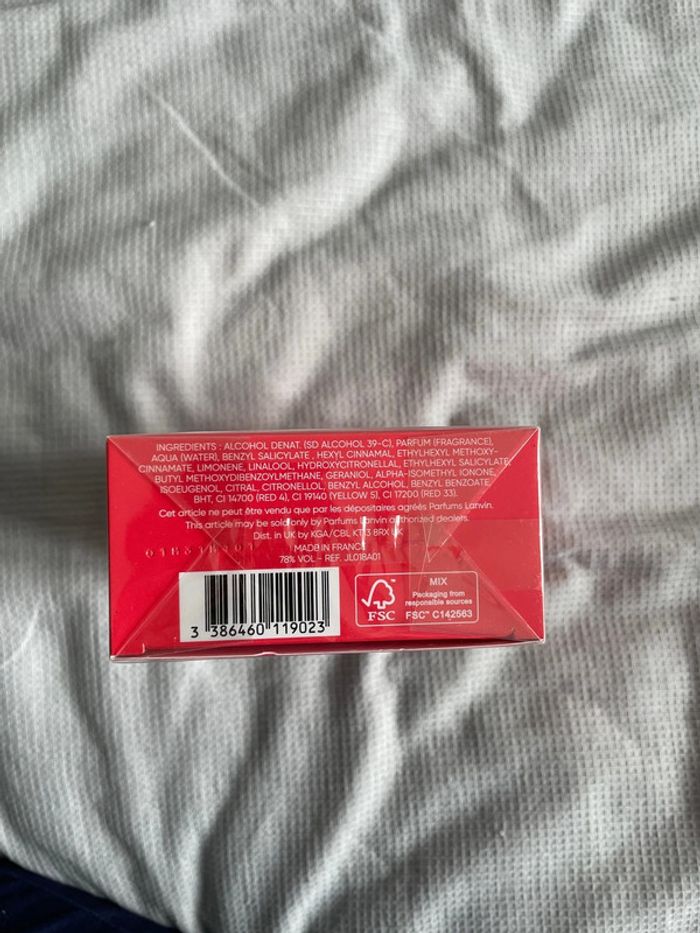 INGREDIENTS : ALCOHOL DENAT. (SD ALCOHOL 39-C), PARFUM (FRAGRANCE),
AQUA (WATER), BENZYL SALICYLATE , HEXYL CINNAMAL, ETHYLHEXYL METHOXY-
CINNAMATE, LIMONENE, LINALOOL, HYDROXYCITRONELLAL, ETHYLHEXYL SALICYLATE,
BUTYL METHOXYDIBENZOYLMETHANE, GERANIOL, ALPHA-ISOMETHYL IONONE,
ISOEUGENOL, CITRAL, CITRONELLOL, BENZYL ALCOHOL, BENZYL BENZOATE,
BHT, CI 14700 (RED 4), CI 19140 (YELLOW 5), CI 17200 (RED 33).
Cet article ne peut être vendu que par les dépositaires agréés Parfums Lanvin.
This article may be sold only by Parfums Lanvin authorized dealers.
Dist. in UK by KGA/CBL KT13 8RX UK
MADE IN FRANCE
78% VOL - REF. JL018A01
3 386460 119023
FSC
MIX
Packaging from
responsible sources
FSC™ C142563